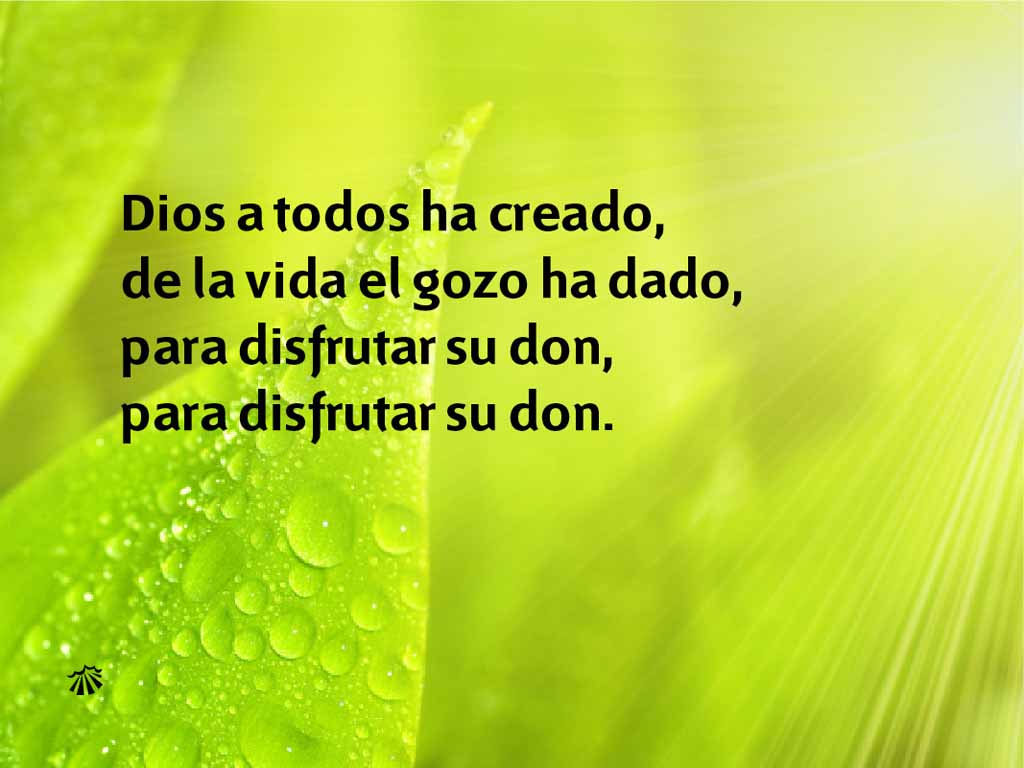 Dios a todos ha creado,
de la vida el gozo ha dado,
para disfrutar su don,
para disfrutar su don.